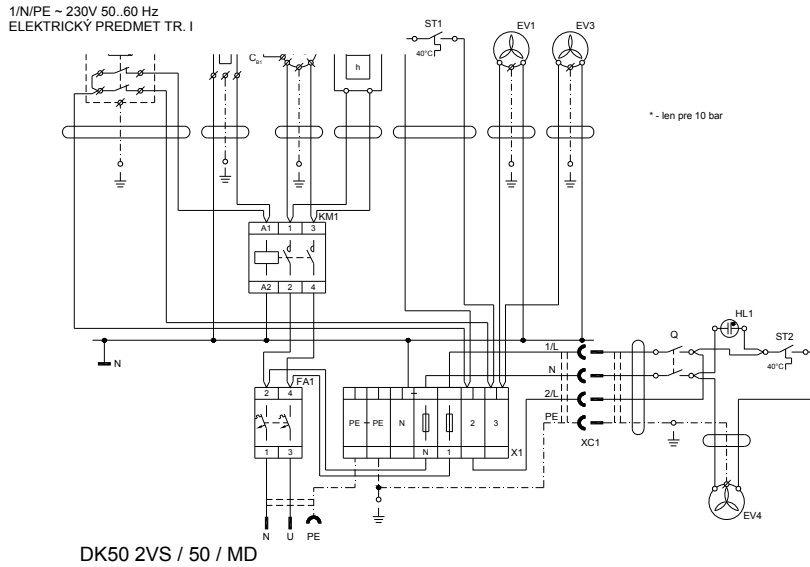 1/N/PE ~ 230V 50..60 Hz
ELEKTRICKÝ PREDMET TR. I
ST1
EV1
EV3
40°C
CB1
h
* - len pre 10 bar
KM1
A1 1 3
A2 2 4
HL1
Q
ST2
40°C
1/L
N
2/L
PE
XC1
N
FA1
2 4
1 3
PE PE N 2 3
N 1
X1
EV4
N U PE
DK50 2VS / 50 / MD